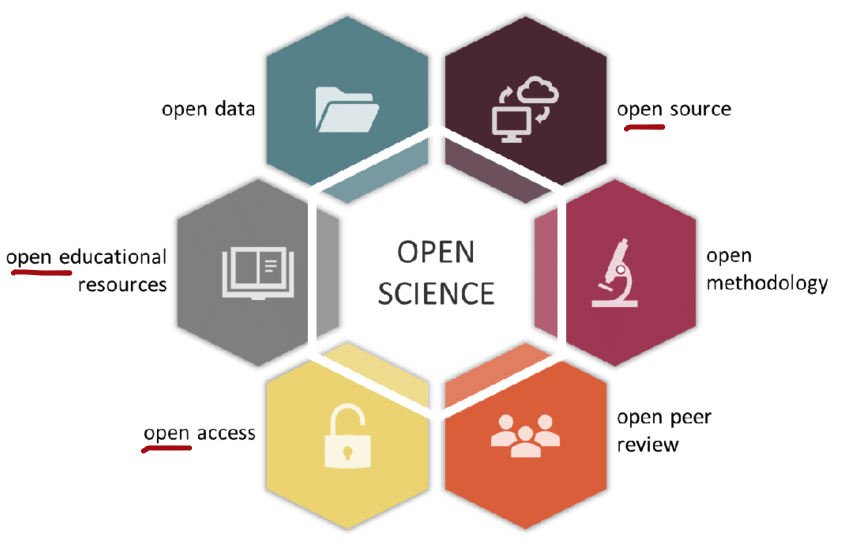 open data
open source
open educational
resources
OPEN
SCIENCE
open
methodology
open access
open peer
review